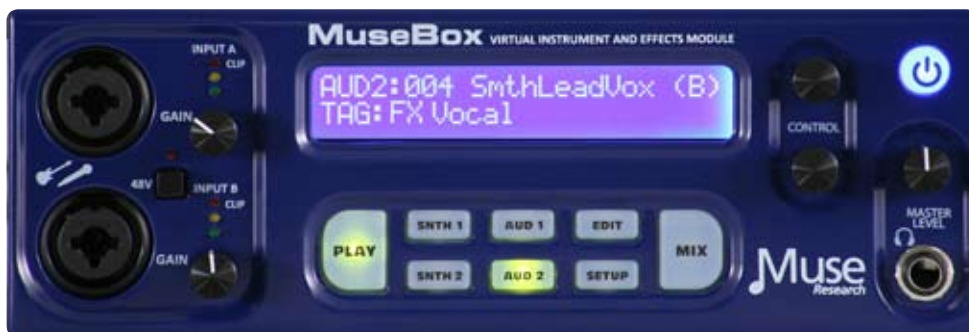 INPUT A
CLIP
GAIN
48V
INPUT B
CLIP
GAIN
MuseBox VIRTUAL INSTRUMENT AND EFFECTS MODULE
AUD2:004 SmthLeadVox (B)
TAG:FX Vocal
PLAY
SNTH 1
AUD 1
EDIT
MIX
SNTH 2
AUD 2
SETUP
CONTROL
MASTER
LEVEL
Muse
Research